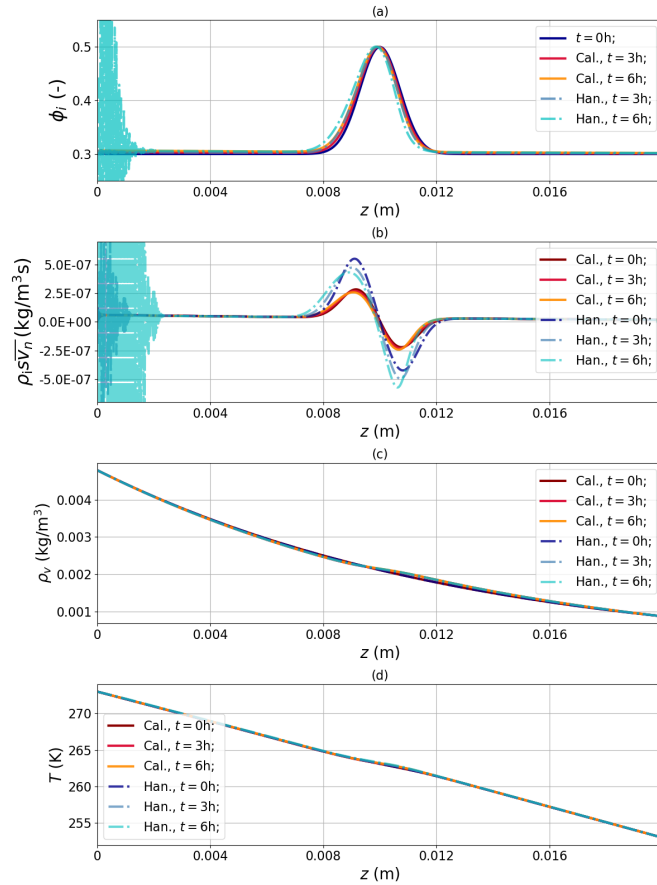 (a)
0.5
0.4
0.3
ϕi (-)
t = 0h;
Cal., t = 3h;
Cal., t = 6h;
Han., t = 3h;
Han., t = 6h;
0 0.004 0.008 0.012 0.016
z (m)
(b)
5.0E-07
2.5E-07
0.0E+00
-2.5E-07
-5.0E-07
ρisv̅n (kg/m³s)
Cal., t = 0h;
Cal., t = 3h;
Cal., t = 6h;
Han., t = 0h;
Han., t = 3h;
Han., t = 6h;
0 0.004 0.008 0.012 0.016
z (m)
(c)
0.004
0.003
0.002
0.001
ρv (kg/m³)
Cal., t = 0h;
Cal., t = 3h;
Cal., t = 6h;
Han., t = 0h;
Han., t = 3h;
Han., t = 6h;
0 0.004 0.008 0.012 0.016
z (m)
(d)
270
265
260
255
T (K)
Cal., t = 0h;
Cal., t = 3h;
Cal., t = 6h;
Han., t = 0h;
Han., t = 3h;
Han., t = 6h;
0 0.004 0.008 0.012 0.016
z (m)